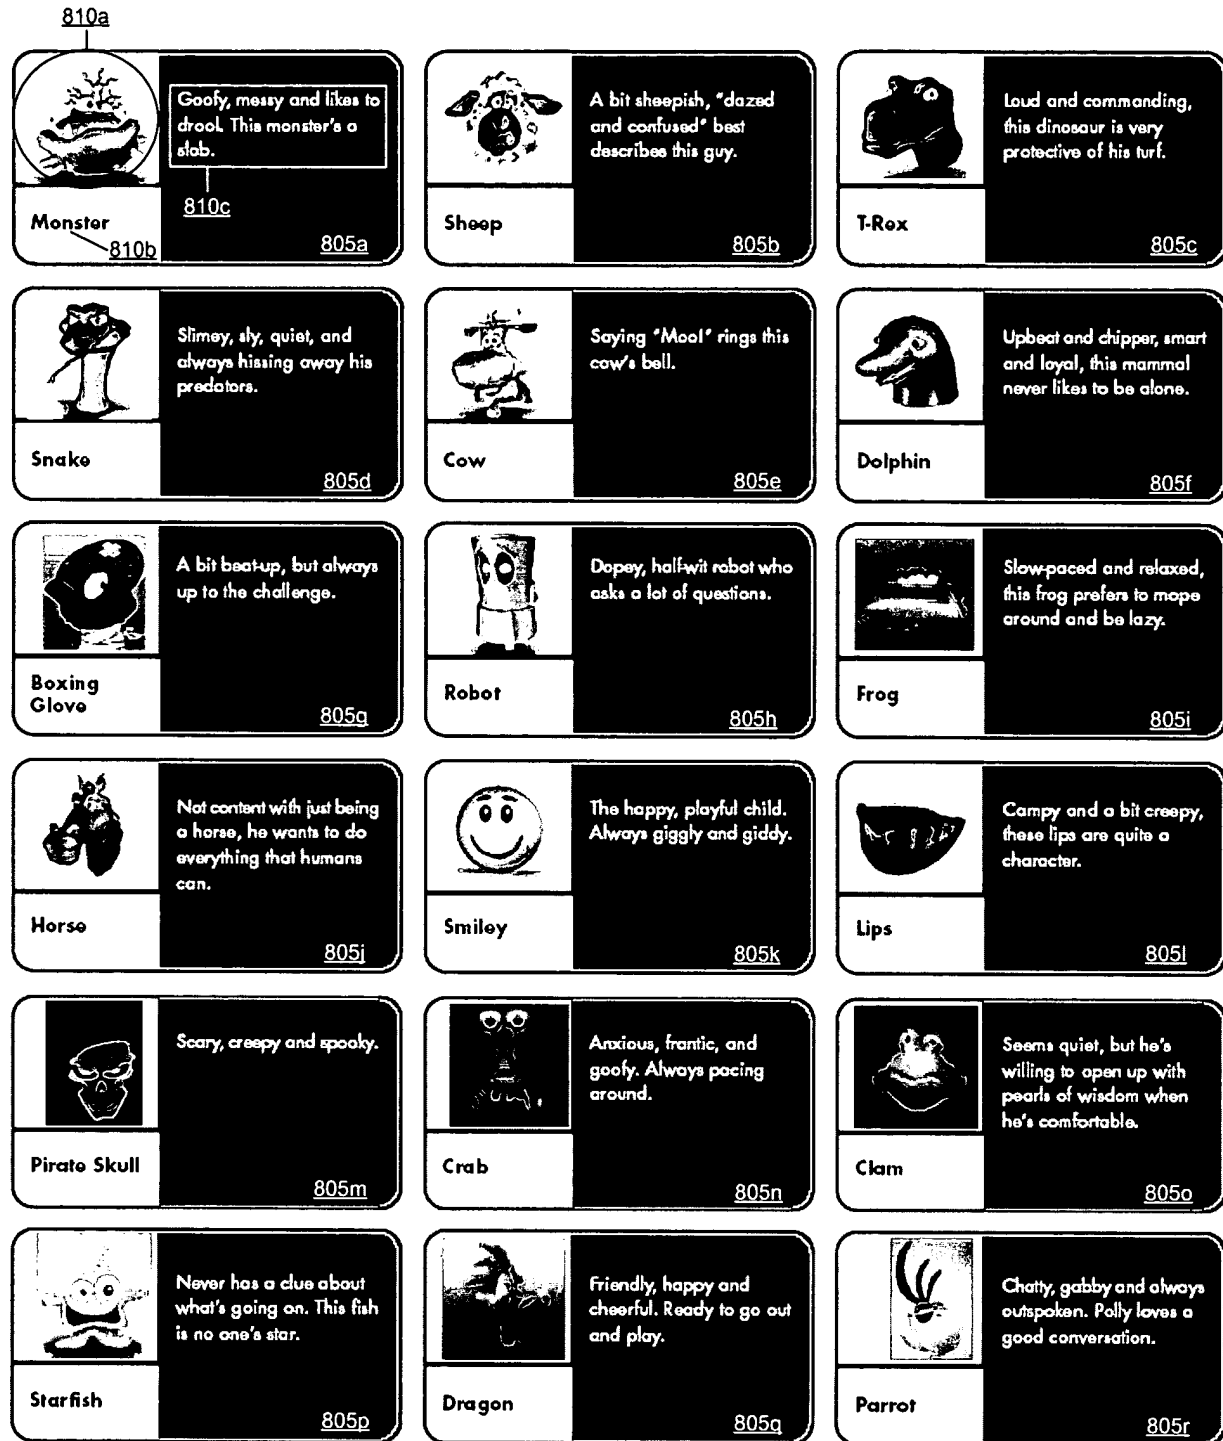 810a
Goofy, messy and likes to
drool. This monster's a
slob.
810c
Monster
810b
805a
A bit sheepish, "dazed
and confused" best
describes this guy.
Sheep
805b
Loud and commanding,
this dinosaur is very
protective of his turf.
T-Rex
805c
Slimey, sly, quiet, and
always hissing away his
predators.
Snake
805d
Saying "Moo!" rings this
cow's bell.
Cow
805e
Upbeat and chipper, smart
and loyal, this mammal
never likes to be alone.
Dolphin
805f
A bit beat-up, but always
up to the challenge.
Boxing
Glove
805g
Dopey, half-wit robot who
asks a lot of questions.
Robot
805h
Slow-paced and relaxed,
this frog prefers to mope
around and be lazy.
Frog
805i
Not content with just being
a horse, he wants to do
everything that humans
can.
Horse
805j
The happy, playful child.
Always giggly and giddy.
Smiley
805k
Campy and a bit creepy,
these lips are quite a
character.
Lips
805l
Scary, creepy and spooky.
Pirate Skull
805m
Anxious, frantic, and
goofy. Always pacing
around.
Crab
805n
Seems quiet, but he's
willing to open up with
pearls of wisdom when
he's comfortable.
Clam
805o
Never has a clue about
what's going on. This fish
is no one's star.
Starfish
805p
Friendly, happy and
cheerful. Ready to go out
and play.
Dragon
805q
Chatty, gabby and always
outspoken. Polly loves a
good conversation.
Parrot
805r